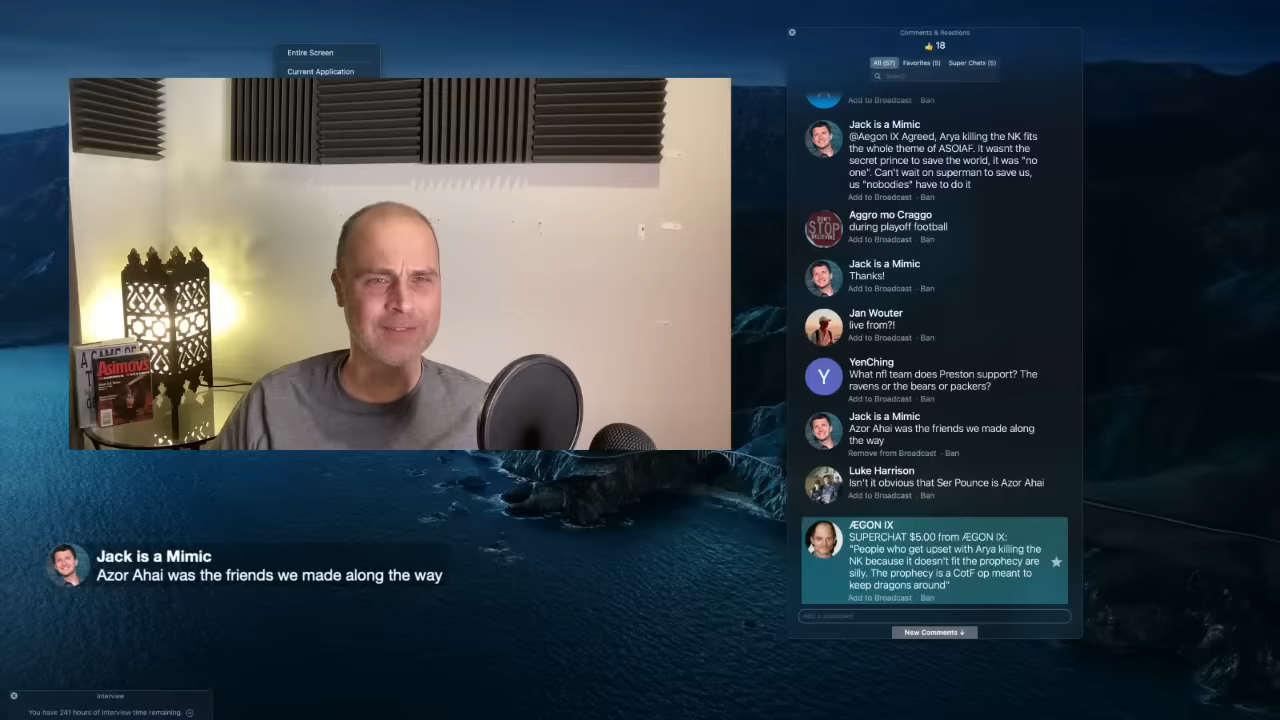 Entire Screen
Current Application
A GAME OF
Asimov's
Jack is a Mimic
Azor Ahai was the friends we made along the way
Interview
You have 241 hours of interview time remaining.
Comments & Reactions
👍 18
All (57) Favorites (5) Super Chats (5)
Search
Add to Broadcast · Ban
Jack is a Mimic
@Aegon IX Agreed, Arya killing the NK fits
the whole theme of ASOIAF. it wasnt the
secret prince to save the world, it was "no
one". Can't wait on superman to save us,
us "nobodies" have to do it
Add to Broadcast · Ban
DON'T
STOP
BELIEVING
Aggro mo Craggo
during playoff football
Add to Broadcast · Ban
Jack is a Mimic
Thanks!
Add to Broadcast · Ban
Jan Wouter
live from?!
Add to Broadcast · Ban
Y
YenChing
What nfl team does Preston support? The
ravens or the bears or packers?
Add to Broadcast · Ban
Jack is a Mimic
Azor Ahai was the friends we made along
the way
Remove from Broadcast · Ban
Luke Harrison
Isn't it obvious that Ser Pounce is Azor Ahai
Add to Broadcast · Ban
ÆGON IX
SUPERCHAT $5.00 from ÆGON IX:
"People who get upset with Arya killing the
NK because it doesn't fit the prophecy are
silly. The prophecy is a CotF op meant to
keep dragons around"
Add to Broadcast · Ban
Add a comment
New Comments ↓